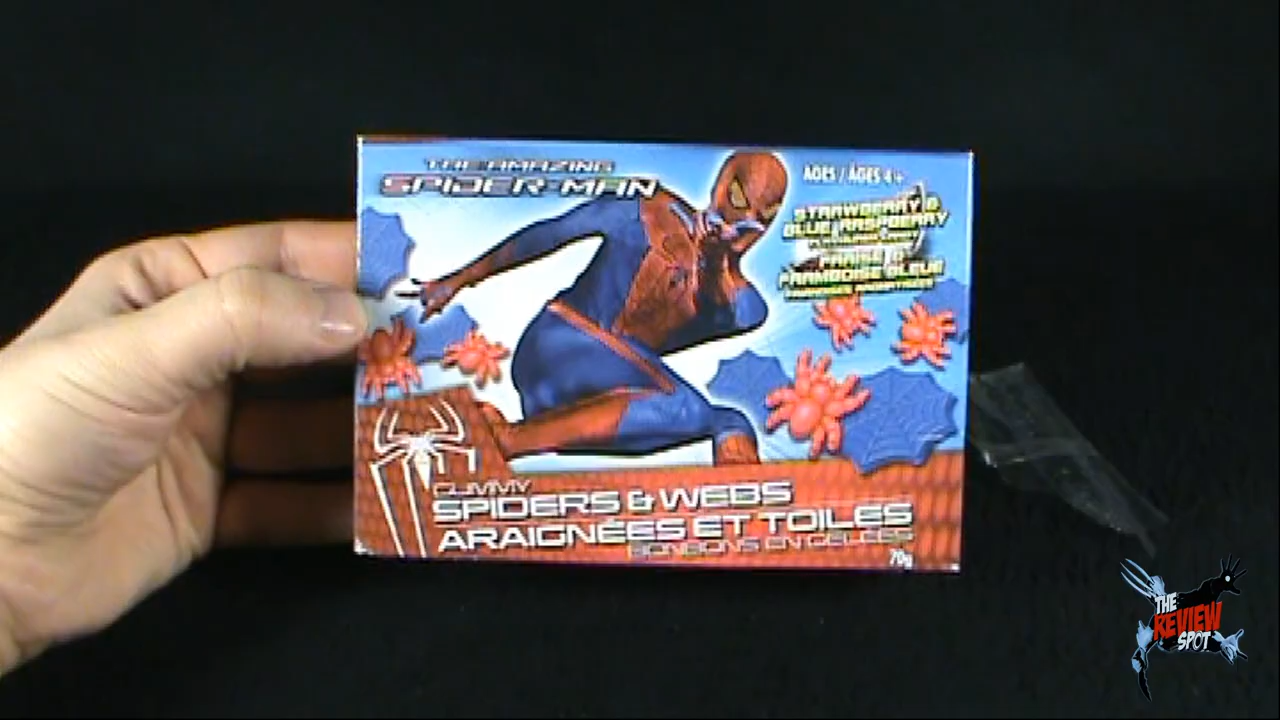 THE AMAZING
SPIDER-MAN
AGES / ÂGES 4+
STRAWBERRY &
BLUE RASPBERRY
FRAISE &
FRAMBOISE BLEUE
GUMMY
SPIDERS & WEBS
ARAIGNÉES ET TOILES
BONBONS EN GELÉES
70g
THE
REVIEW
SPOT